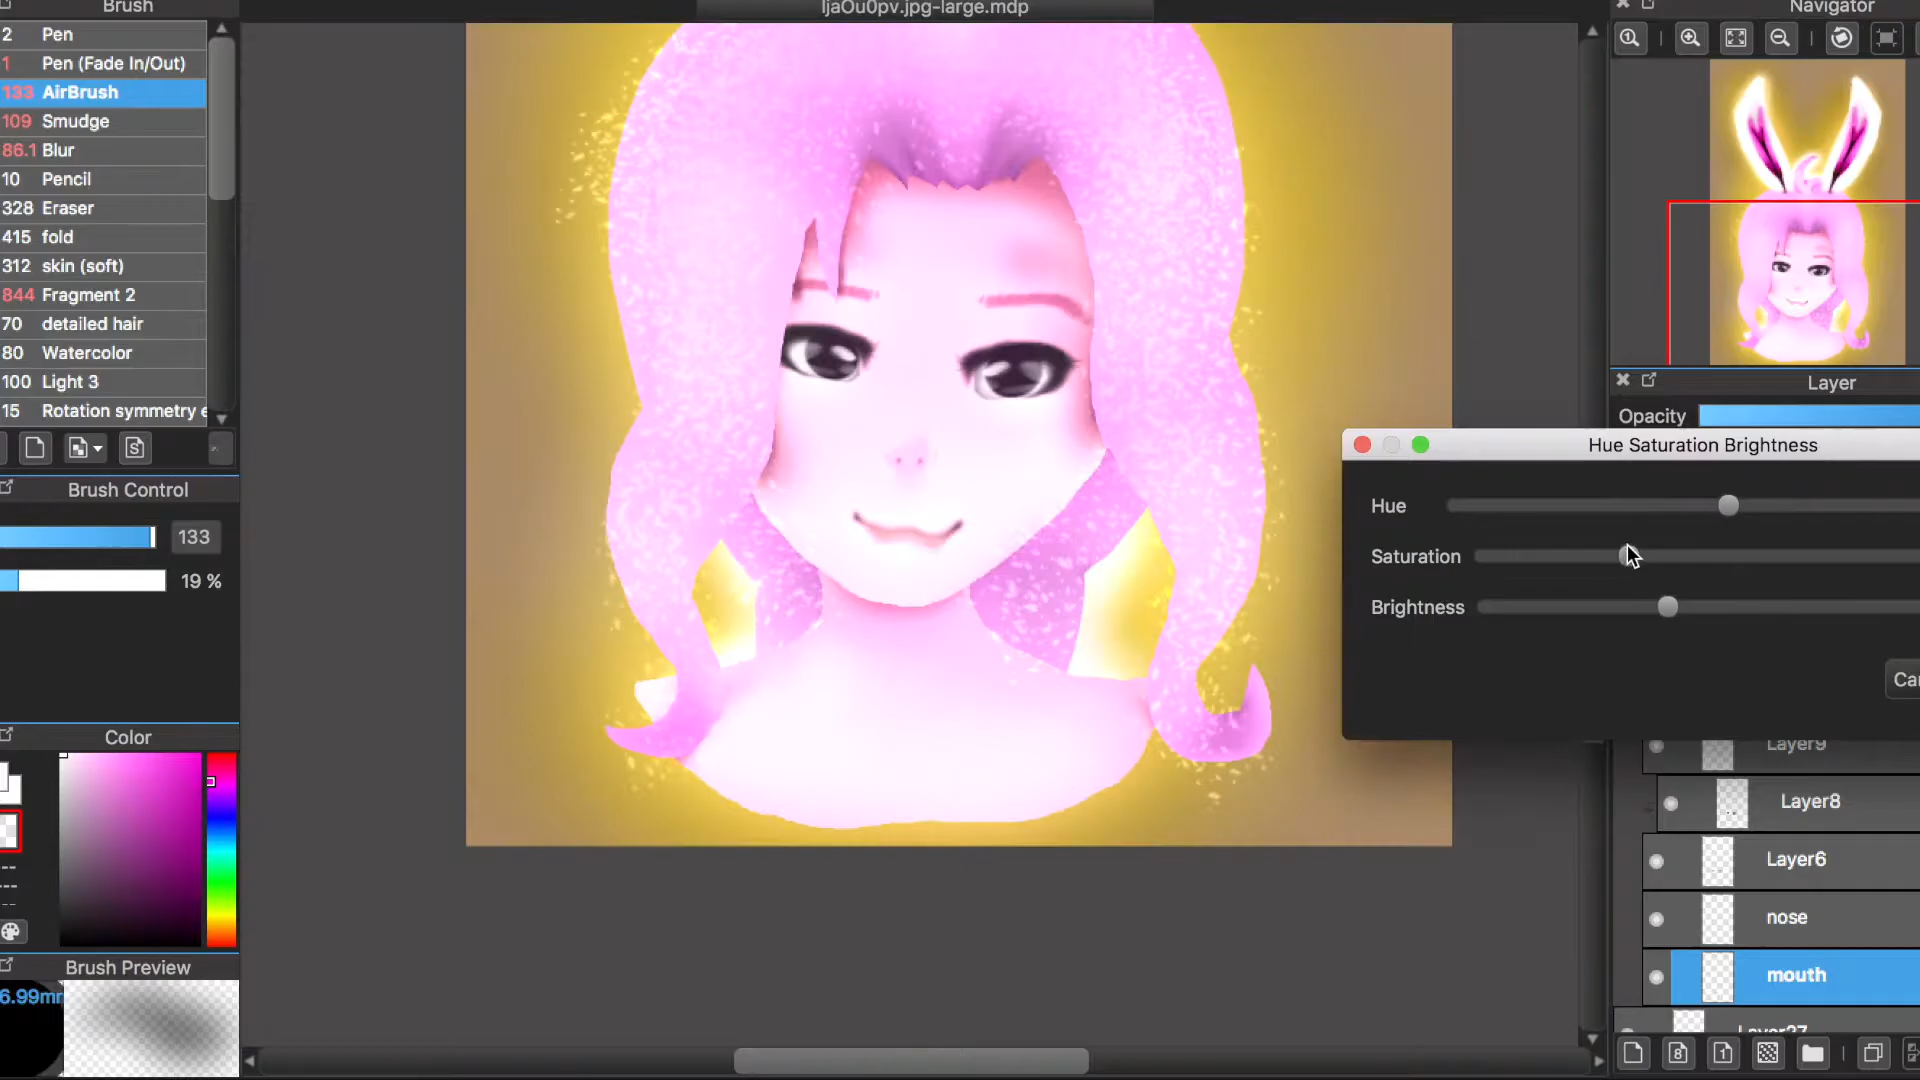 Brush
ljaOu0pv.jpg-large.mdp
Navigator
2 Pen
1 Pen (Fade In/Out)
133 AirBrush
109 Smudge
86.1 Blur
10 Pencil
328 Eraser
415 fold
312 skin (soft)
844 Fragment 2
70 detailed hair
80 Watercolor
100 Light 3
15 Rotation symmetry e
Layer
Opacity
Hue Saturation Brightness
Hue
Saturation
Brightness
Can
Brush Control
133
19 %
Color
Brush Preview
6.99mm
Layer9
Layer8
Layer6
nose
mouth
Layer27